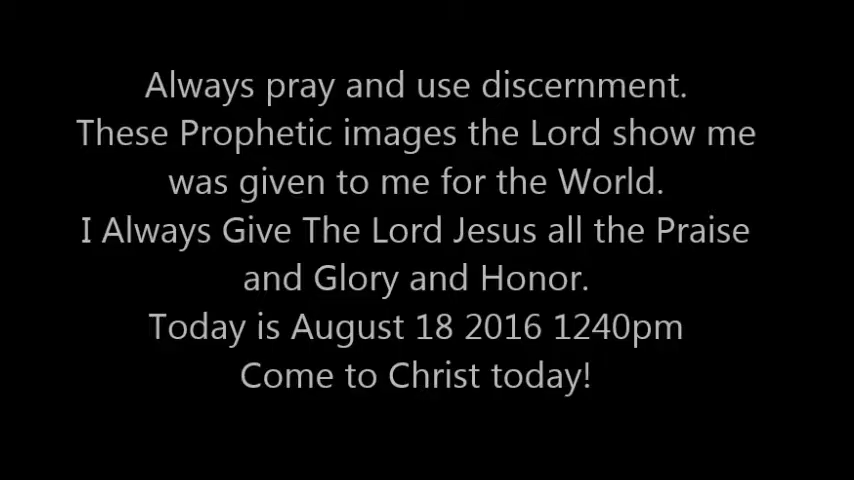 Always pray and use discernment.
These Prophetic images the Lord show me
was given to me for the World.
I Always Give The Lord Jesus all the Praise
and Glory and Honor.
Today is August 18 2016 1240pm
Come to Christ today!